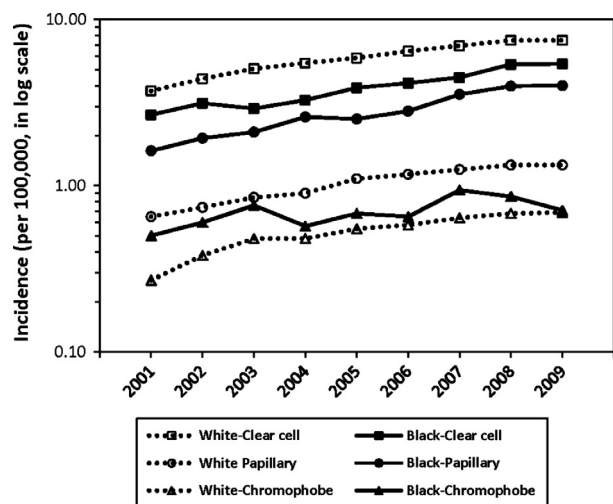 Incidence (per 100,000, in log scale)
10.00
1.00
0.10
2001 2002 2003 2004 2005 2006 2007 2008 2009
White-Clear cell Black-Clear cell
White Papillary Black-Papillary
White-Chromophobe Black-Chromophobe